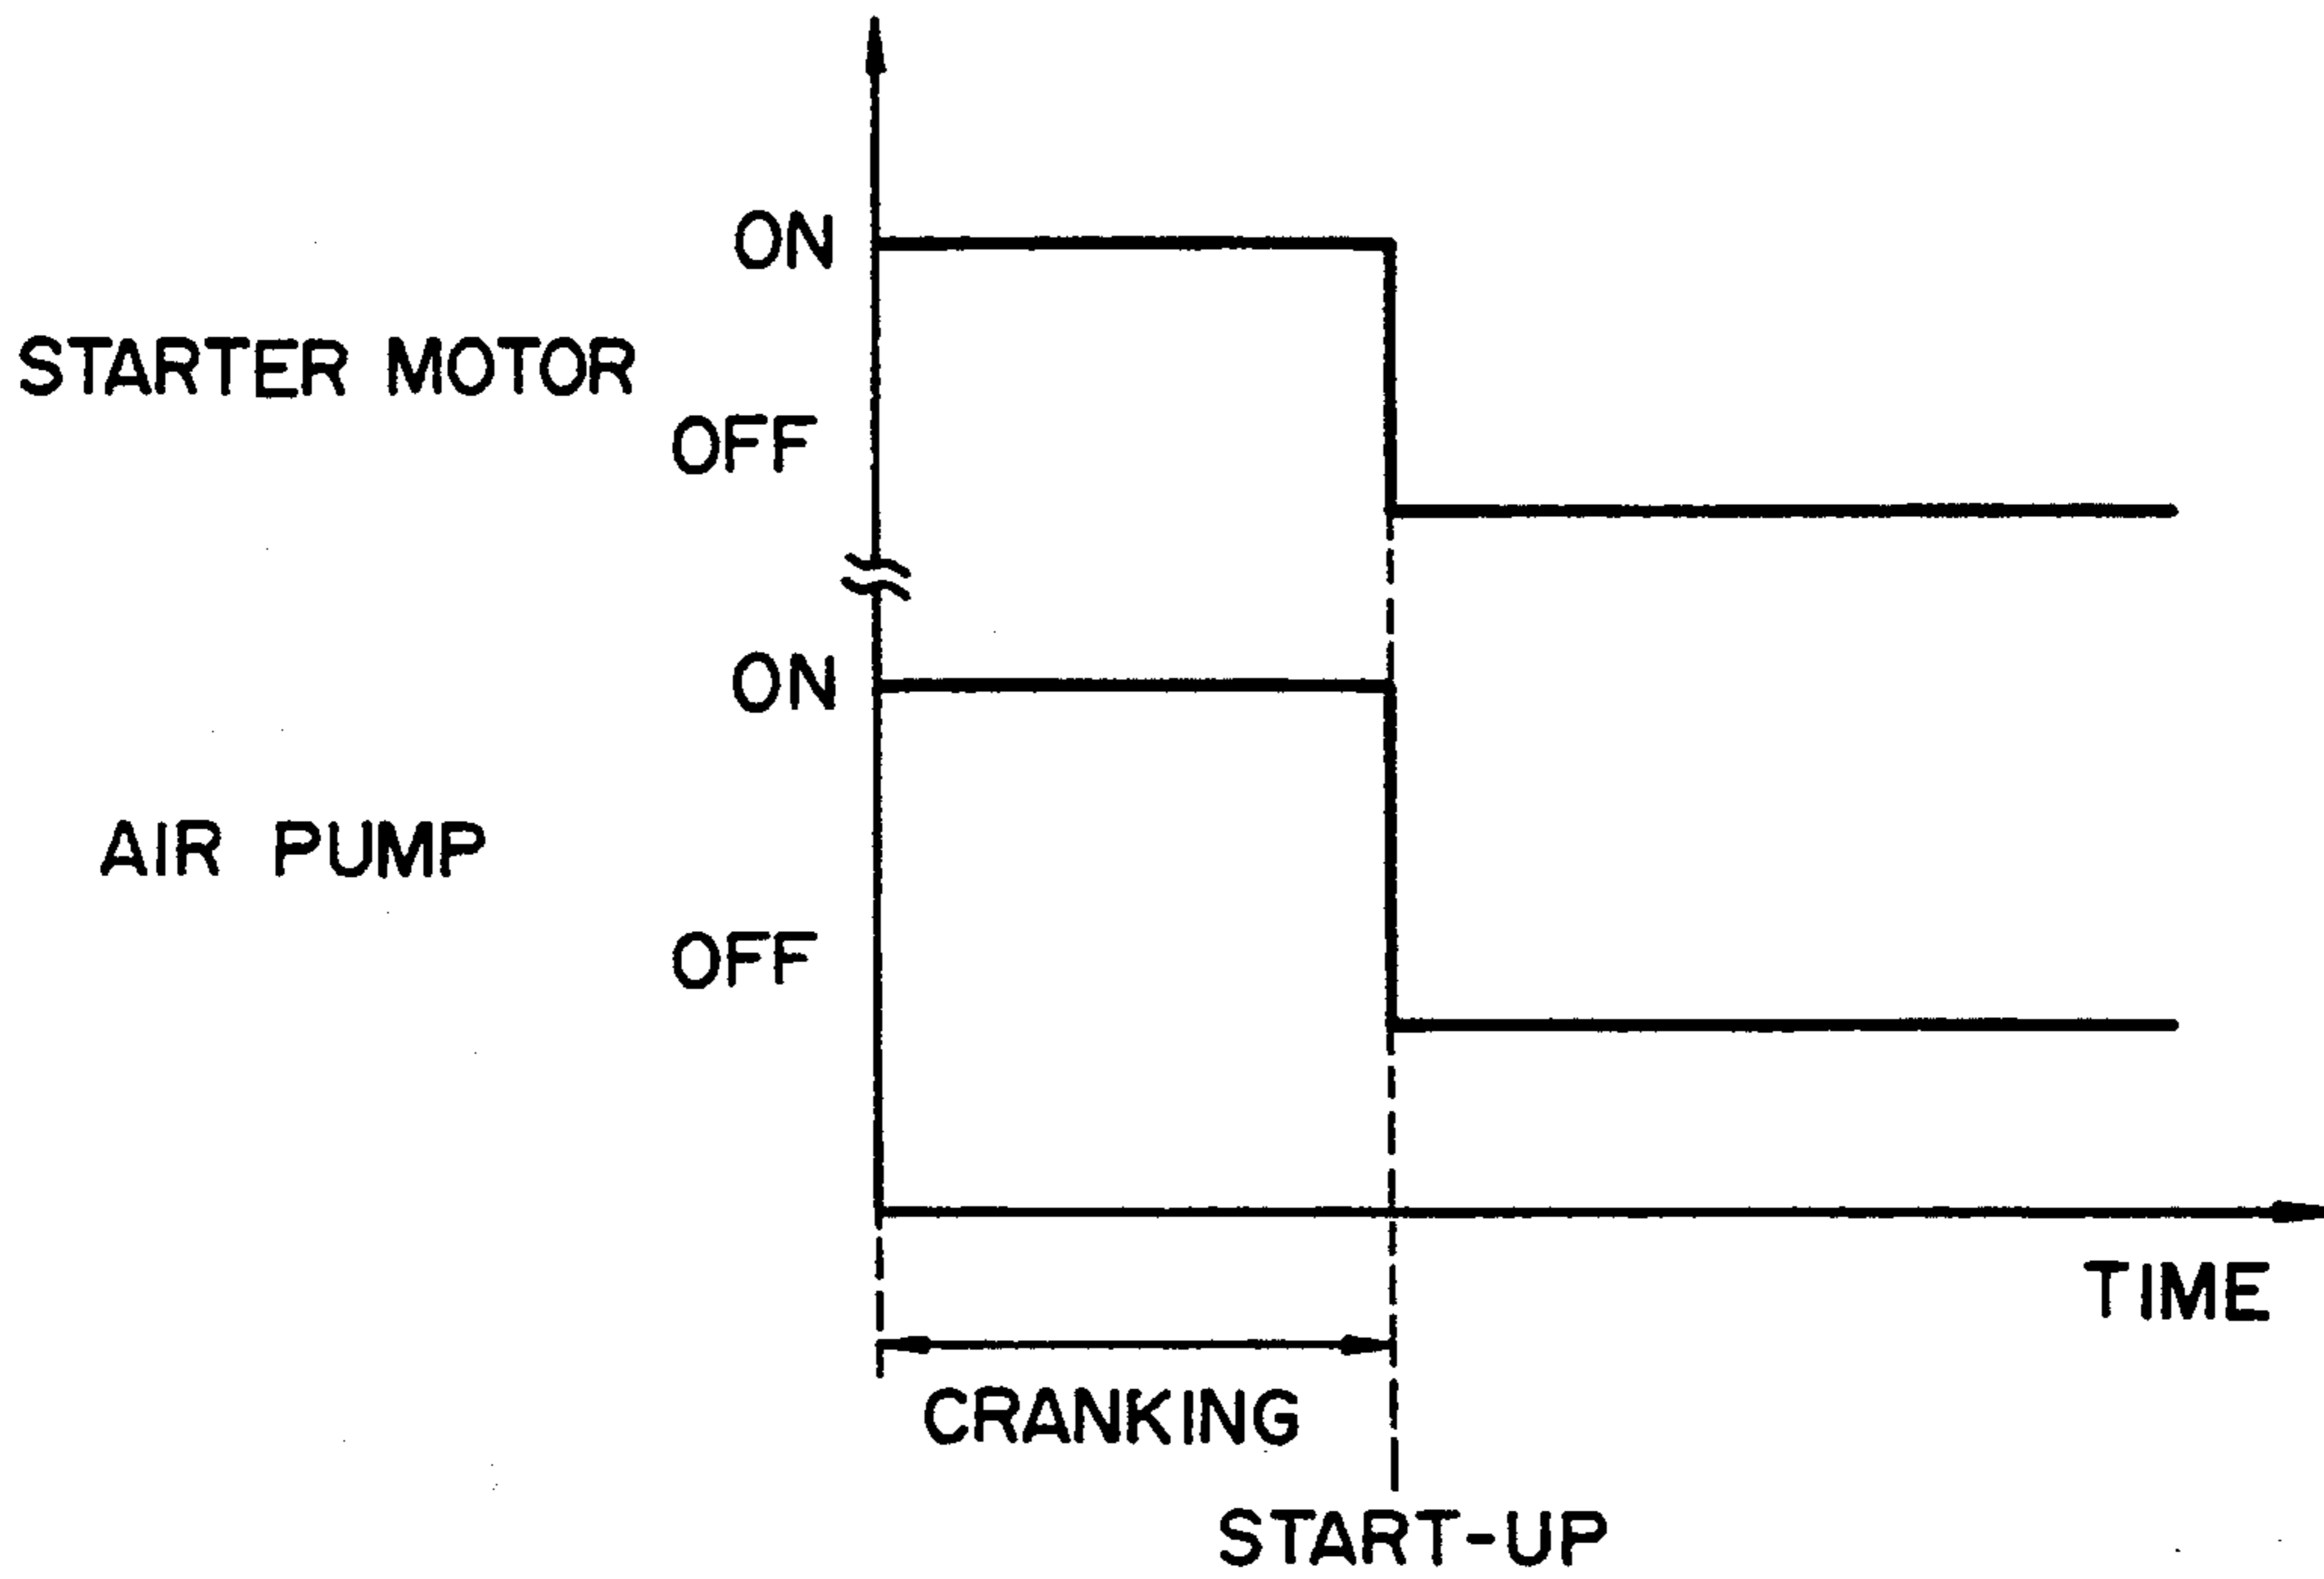 ON
STARTER MOTOR
OFF
ON
AIR PUMP
OFF
TIME
CRANKING
START-UP